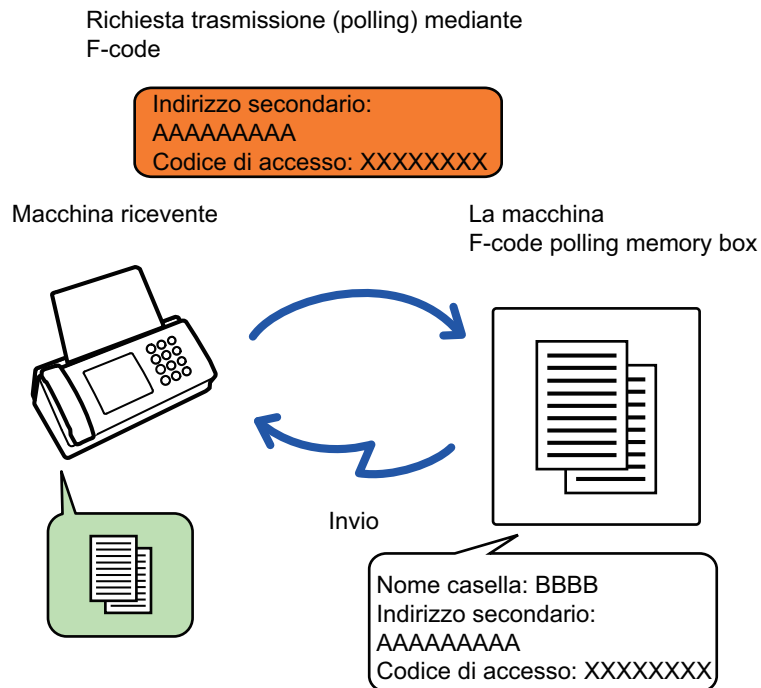 Richiesta trasmissione (polling) mediante
F-code
Indirizzo secondario:
AAAAAAAAA
Codice di accesso: XXXXXXXX
Macchina ricevente
La macchina
F-code polling memory box
Invio
Nome casella: BBBB
Indirizzo secondario:
AAAAAAAAA
Codice di accesso: XXXXXXXX